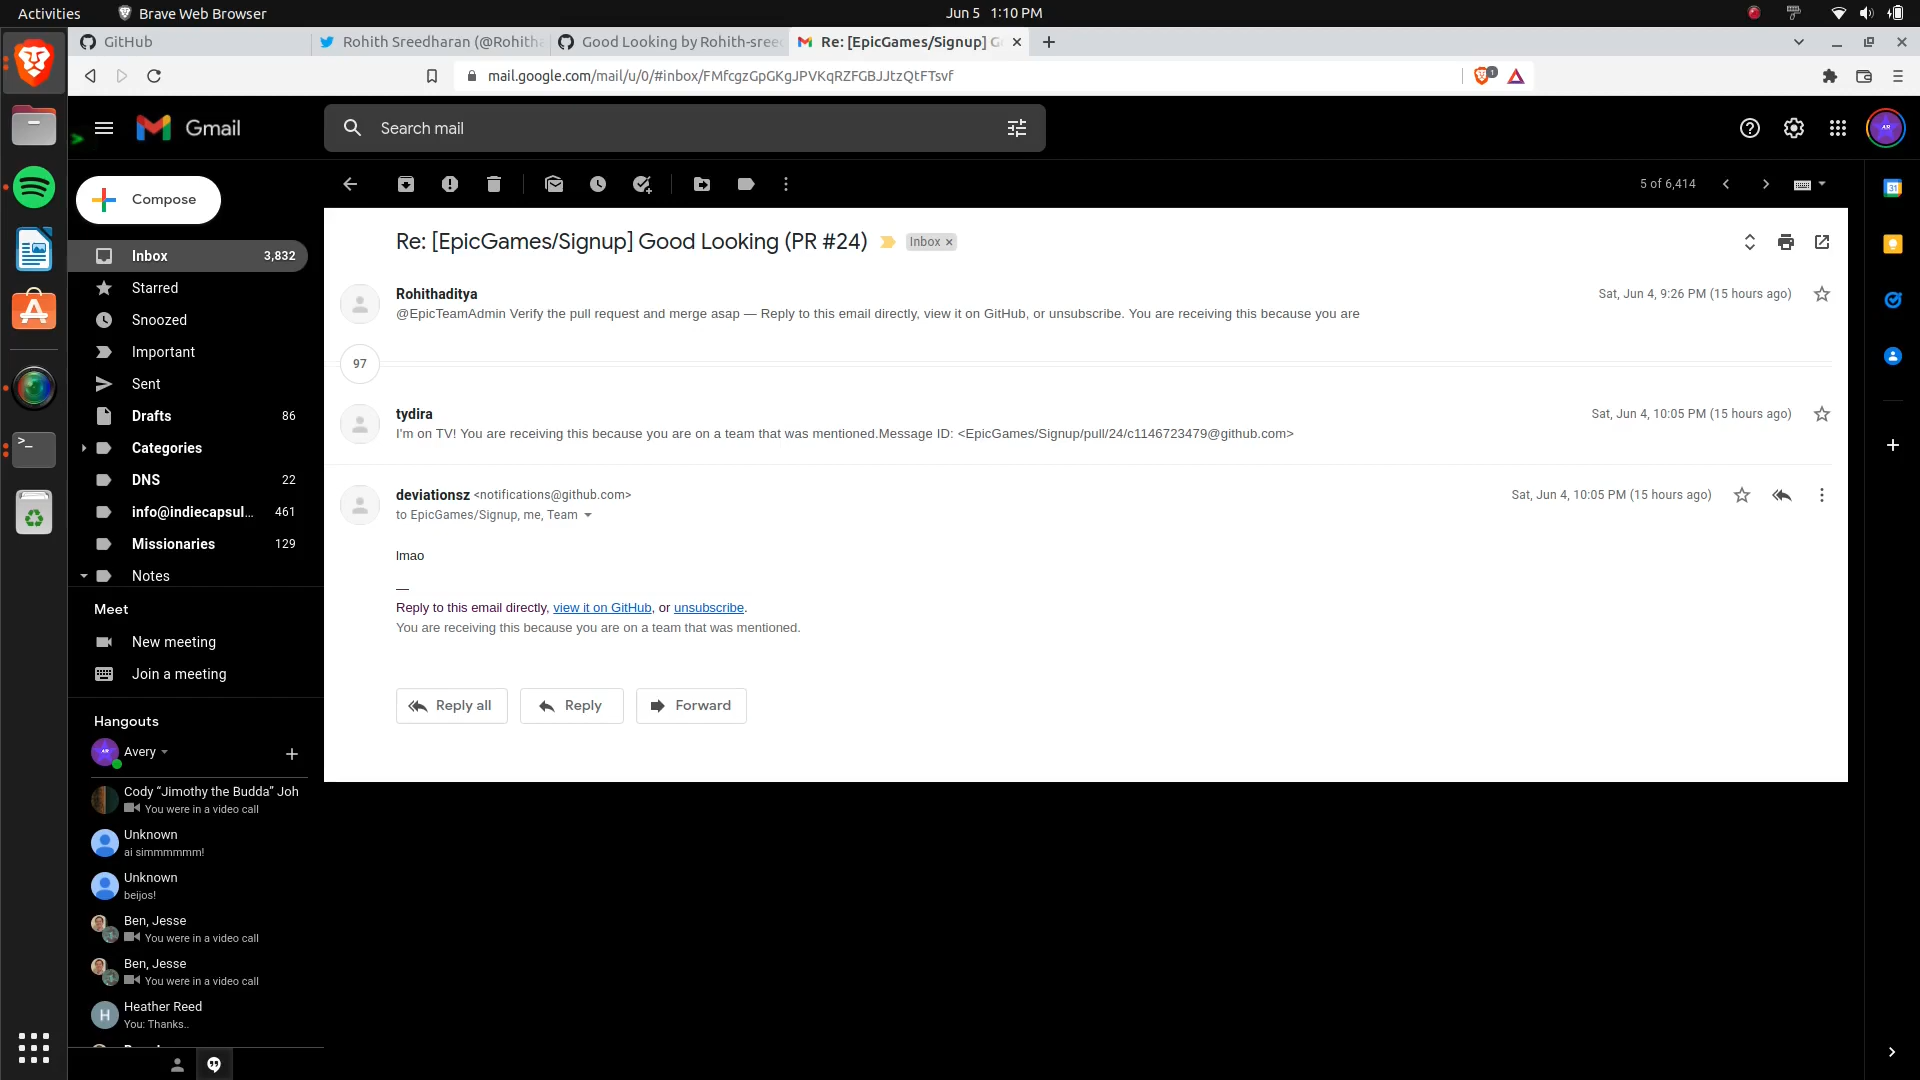 Activities
Brave Web Browser
Jun 5 1:10 PM
GitHub
Rohith Sreedharan (@Rohitha
Good Looking by Rohith-sree
Re: [EpicGames/Signup] G
mail.google.com/mail/u/0/#inbox/FMfcgzGpGKgJPVKqRZFGBJJtzQtFTsvf
1
Gmail
Search mail
Compose
5 of 6,414
31
Inbox 3,832
Starred
Snoozed
Important
Sent
Drafts 86
Categories
DNS 22
info@indiecapsul... 461
Missionaries 129
Notes
Meet
New meeting
Join a meeting
Hangouts
Avery
Cody “Jimothy the Budda” Joh
You were in a video call
Unknown
ai simmmmmm!
Unknown
beijos!
Ben, Jesse
You were in a video call
Ben, Jesse
You were in a video call
H
Heather Reed
You: Thanks..
Re: [EpicGames/Signup] Good Looking (PR #24)
Inbox ×
Rohithaditya
Sat, Jun 4, 9:26 PM (15 hours ago)
@EpicTeamAdmin Verify the pull request and merge asap — Reply to this email directly, view it on GitHub, or unsubscribe. You are receiving this because you are
97
tydira
Sat, Jun 4, 10:05 PM (15 hours ago)
I'm on TV! You are receiving this because you are on a team that was mentioned.Message ID: <EpicGames/Signup/pull/24/c1146723479@github.com>
deviationsz <notifications@github.com>
Sat, Jun 4, 10:05 PM (15 hours ago)
to EpicGames/Signup, me, Team
lmao
—
Reply to this email directly, view it on GitHub, or unsubscribe.
You are receiving this because you are on a team that was mentioned.
Reply all
Reply
Forward